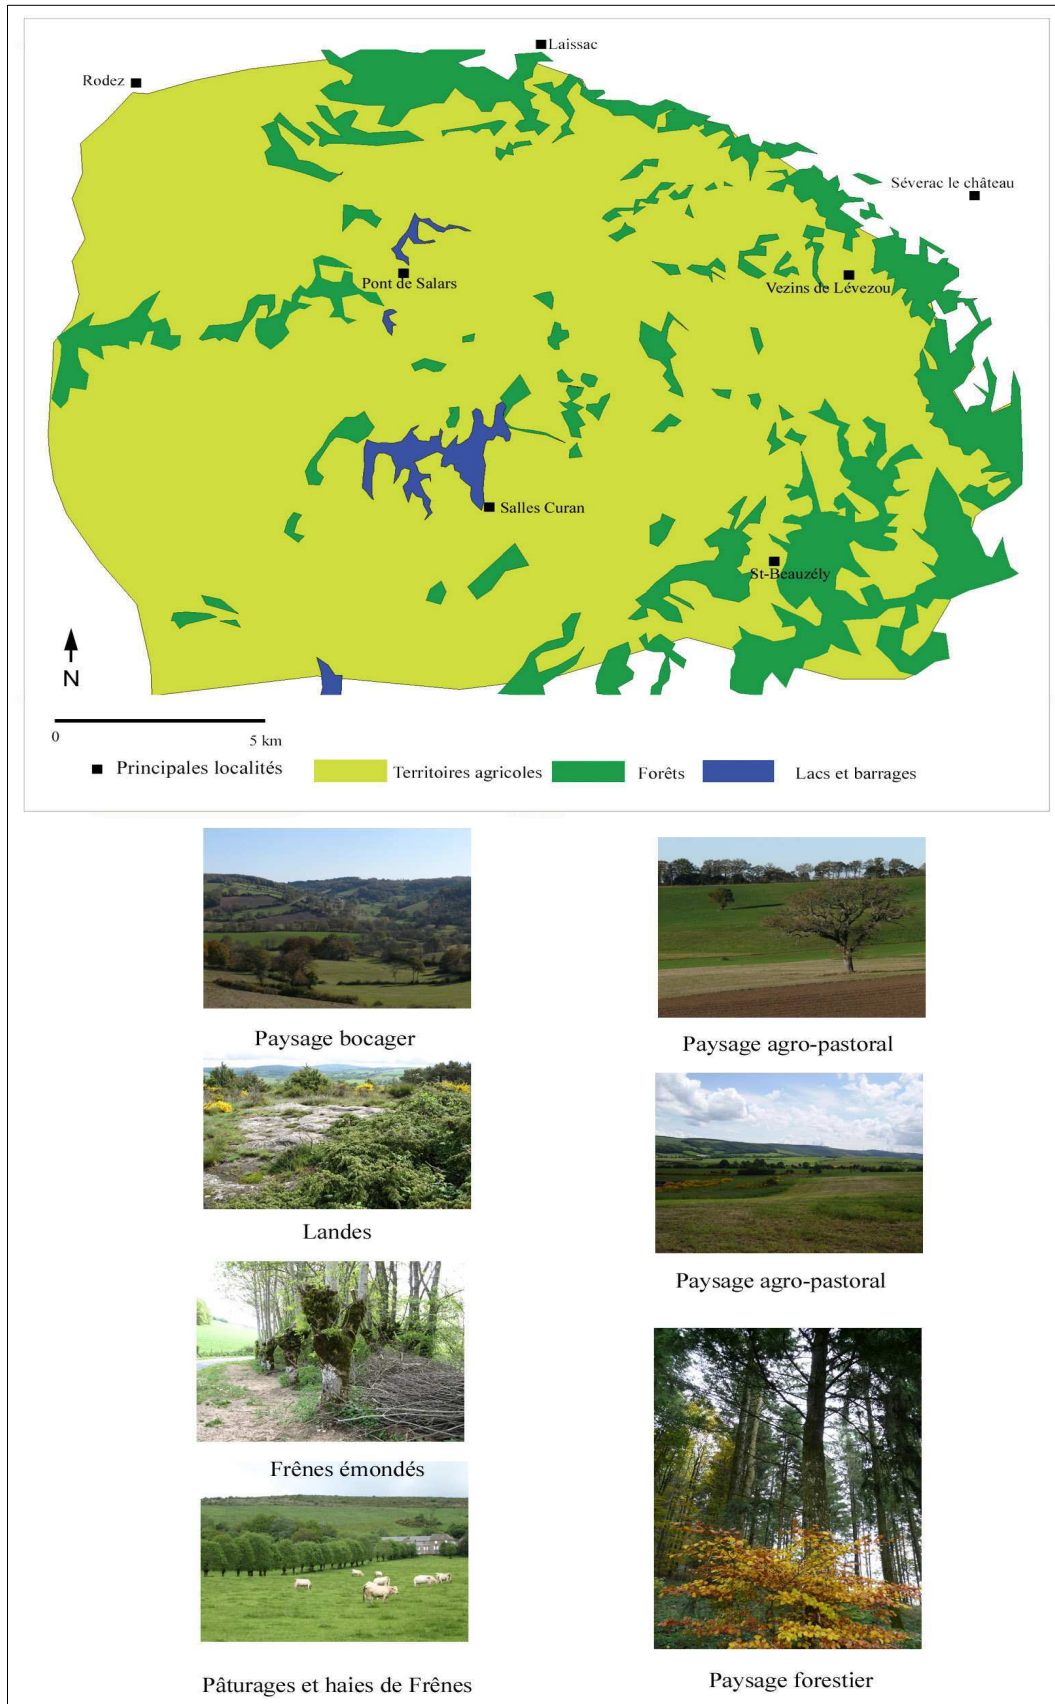 Laissac
Rodez
Séverac le château
Pont de Salars
Vezins de Lévezou
Salles Curan
St-Beauzély
N
0 5 km
Principales localités Territoires agricoles Forêts Lacs et barrages
Paysage bocager
Paysage agro-pastoral
Landes
Paysage agro-pastoral
Frênes émondés
Pâturages et haies de Frênes
Paysage forestier